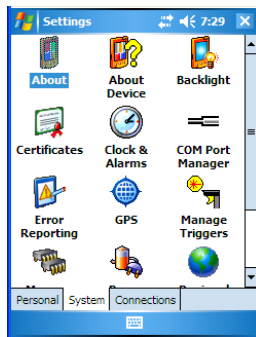 Settings 7:29
About About Device Backlight
Certificates Clock & Alarms COM Port Manager
Error Reporting GPS Manage Triggers
Personal System Connections